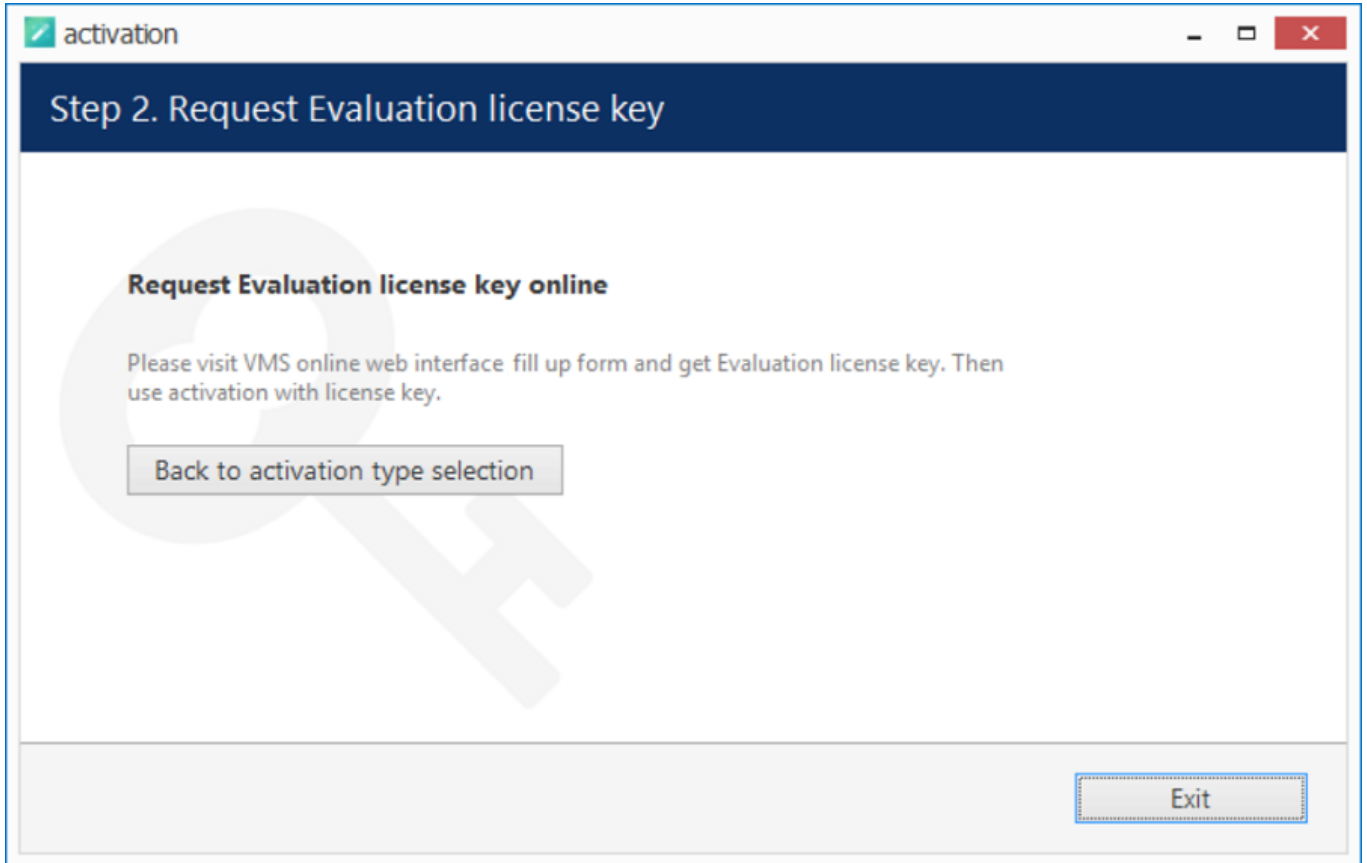 activation
Step 2. Request Evaluation license key
Request Evaluation license key online
Please visit VMS online web interface fill up form and get Evaluation license key. Then
use activation with license key.
Back to activation type selection
Exit